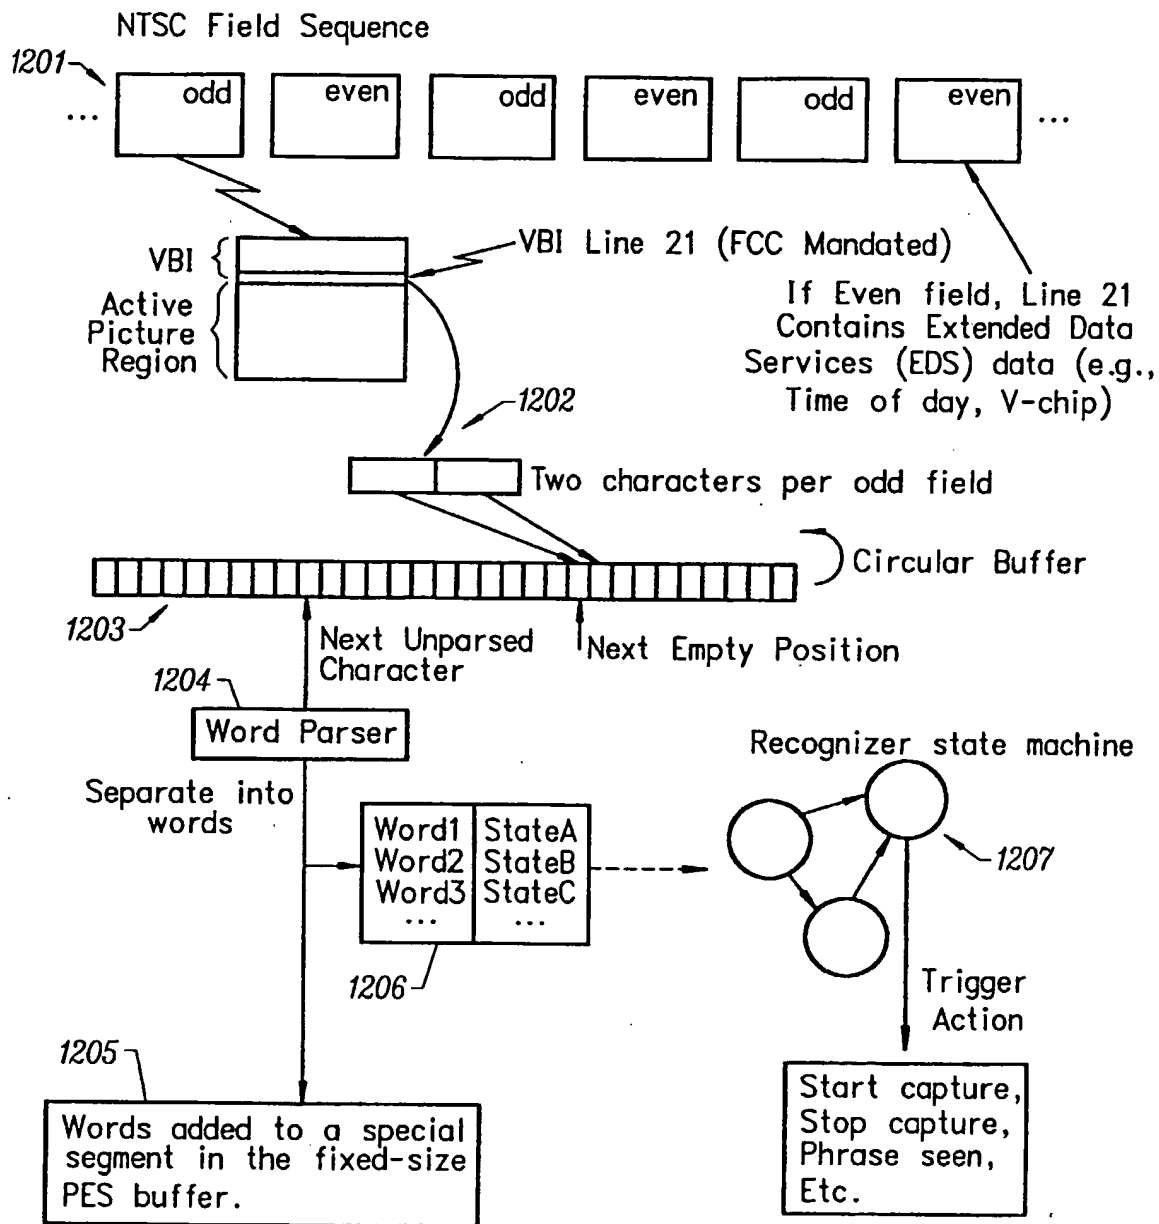 NTSC Field Sequence
1201
... odd even odd even odd even ...
VBI
VBI Line 21 (FCC Mandated)
Active
Picture
Region
If Even field, Line 21
Contains Extended Data
Services (EDS) data (e.g.,
Time of day, V-chip)
1202
Two characters per odd field
Circular Buffer
1203
Next Unparsed
Character
Next Empty Position
1204
Word Parser
Recognizer state machine
Separate into
words
Word1 StateA
Word2 StateB
Word3 StateC
... ...
1207
1206
Trigger
Action
1205
Words added to a special
segment in the fixed-size
PES buffer.
Start capture,
Stop capture,
Phrase seen,
Etc.